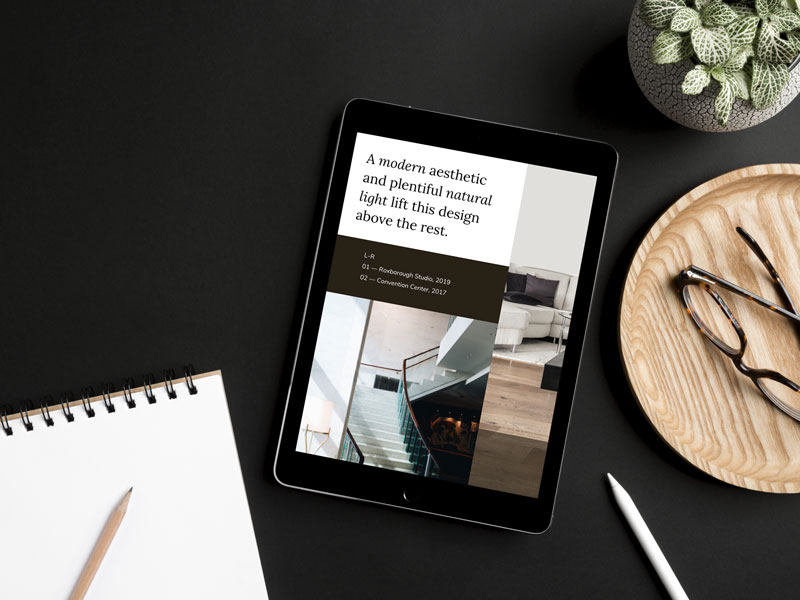 A modern aesthetic
and plentiful natural
light lift this design
above the rest.
L-R
01 — Roxborough Studio, 2019
02 — Convention Center, 2017